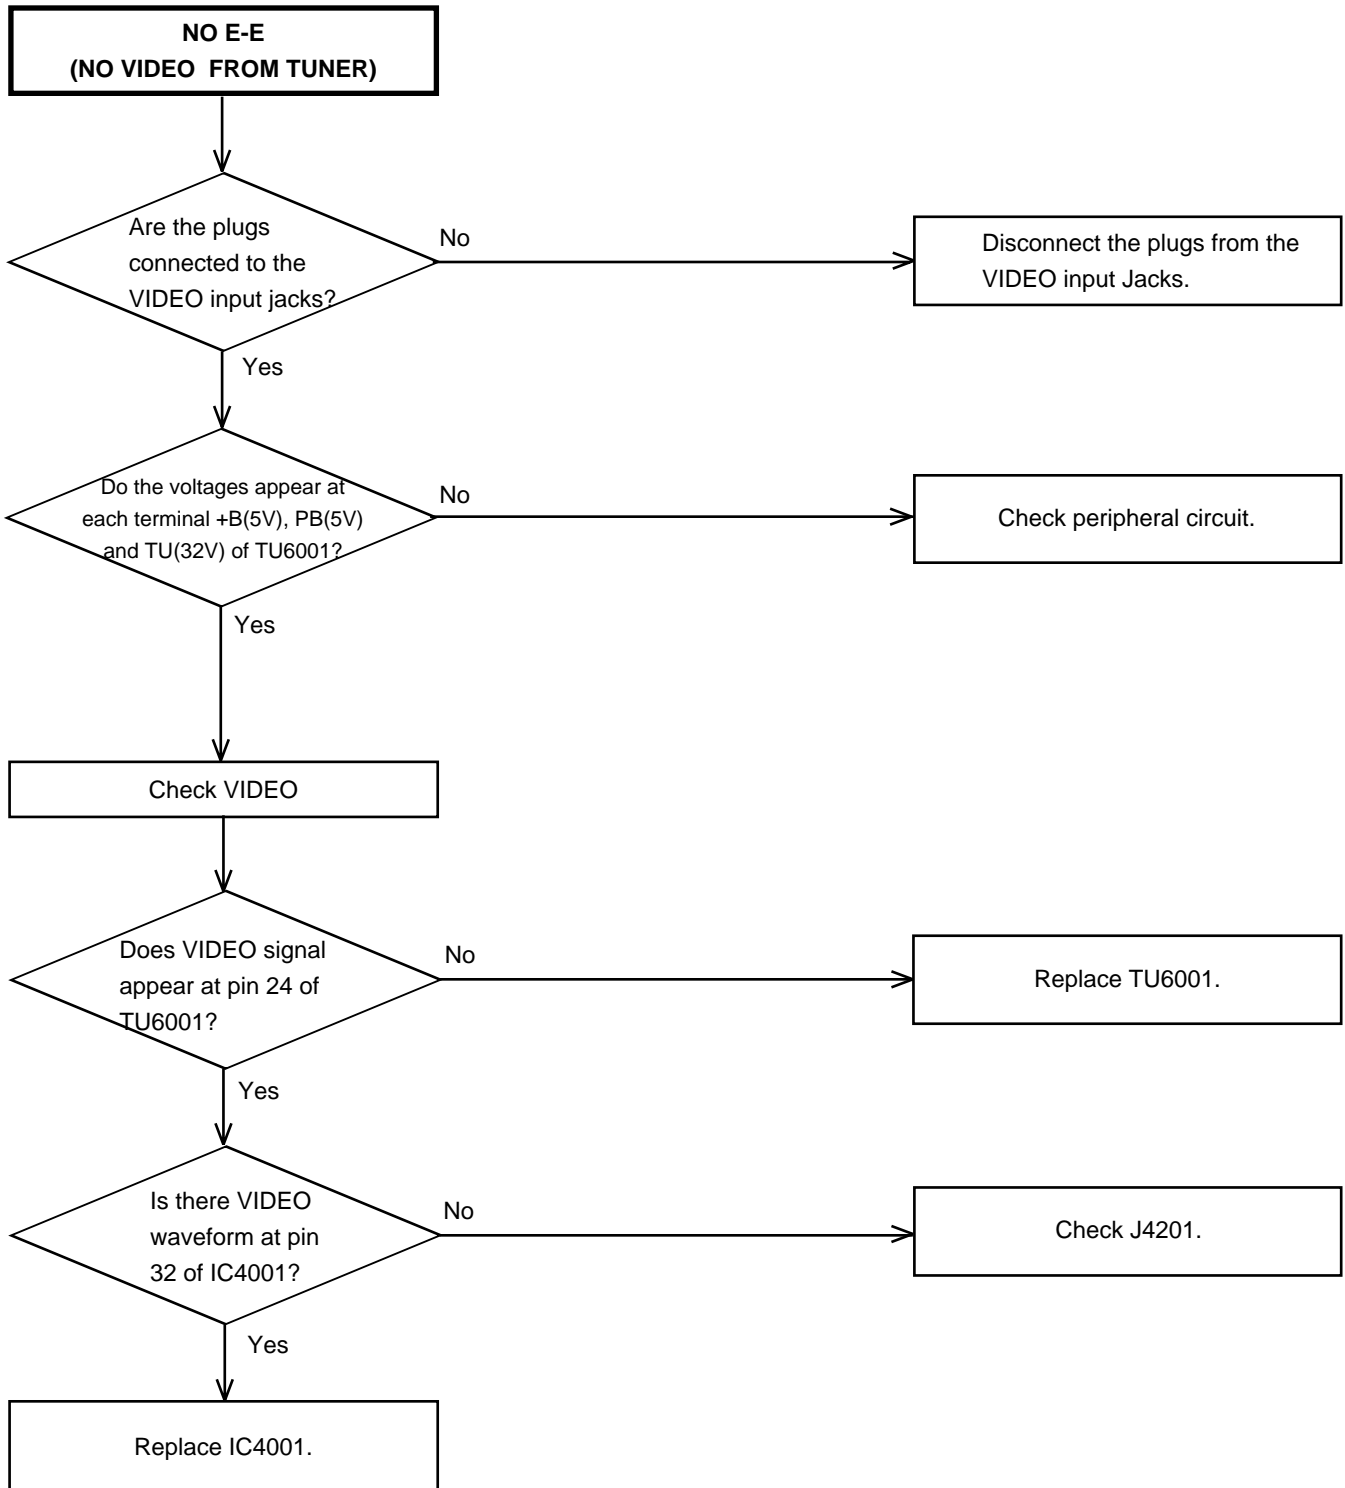 NO E-E
(NO VIDEO FROM TUNER)
Are the plugs
connected to the
VIDEO input jacks?
No
Disconnect the plugs from the
VIDEO input Jacks.
Yes
Do the voltages appear at
each terminal +B(5V), PB(5V)
and TU(32V) of TU6001?
No
Check peripheral circuit.
Yes
Check VIDEO
Does VIDEO signal
appear at pin 24 of
TU6001?
No
Replace TU6001.
Yes
Is there VIDEO
waveform at pin
32 of IC4001?
No
Check J4201.
Yes
Replace IC4001.